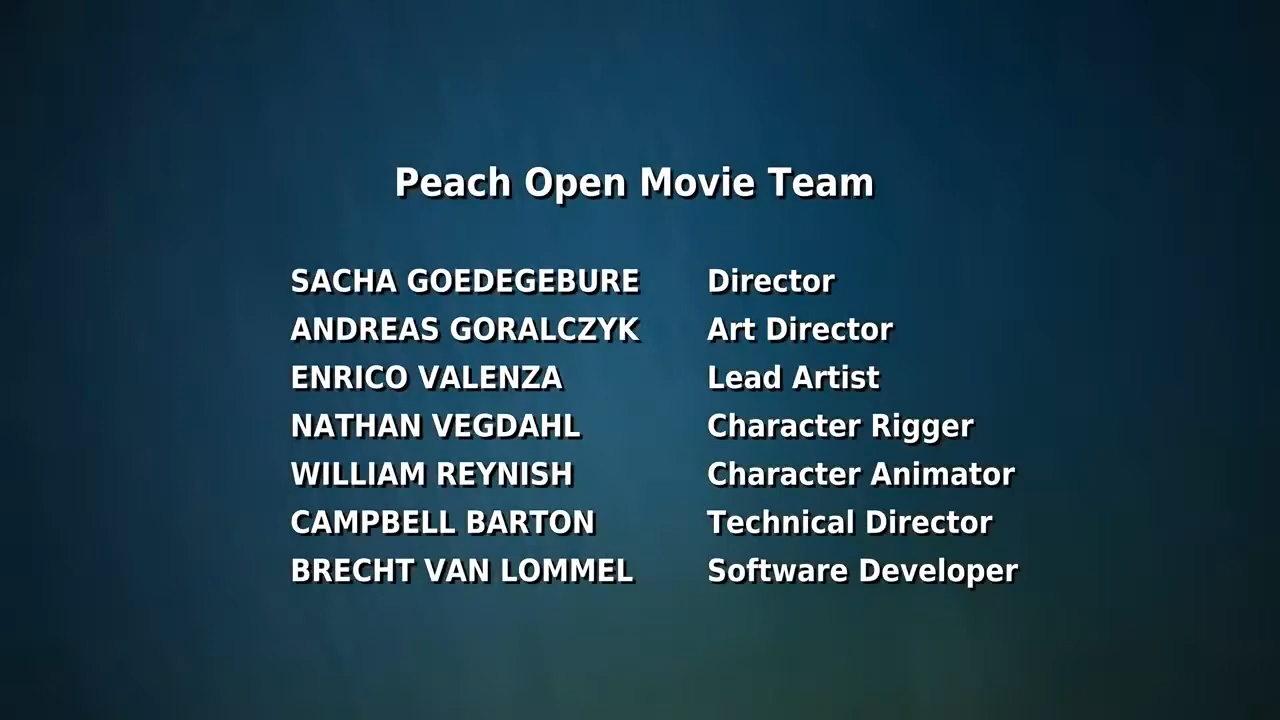 Peach Open Movie Team
SACHA GOEDEGEBURE Director
ANDREAS GORALCZYK Art Director
ENRICO VALENZA Lead Artist
NATHAN VEGDAHL Character Rigger
WILLIAM REYNISH Character Animator
CAMPBELL BARTON Technical Director
BRECHT VAN LOMMEL Software Developer